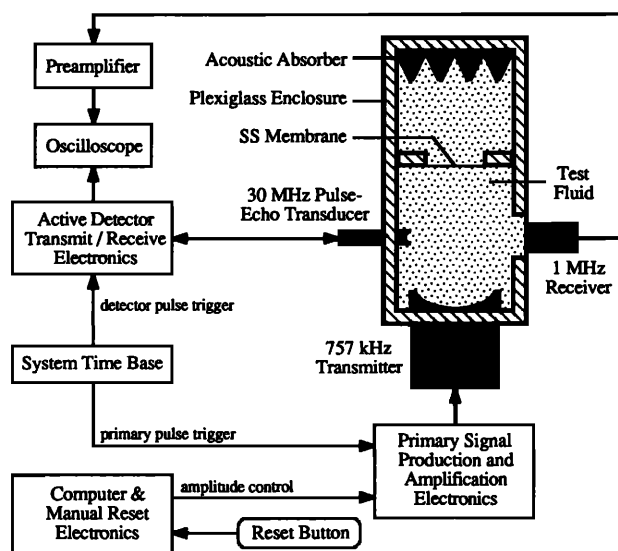 Preamplifier
Oscilloscope
Active Detector
Transmit / Receive
Electronics
detector pulse trigger
System Time Base
primary pulse trigger
Computer &
Manual Reset
Electronics
amplitude control
Reset Button
Acoustic Absorber
Plexiglass Enclosure
SS Membrane
30 MHz Pulse-
Echo Transducer
Test
Fluid
1 MHz
Receiver
757 kHz
Transmitter
Primary Signal
Production and
Amplification
Electronics